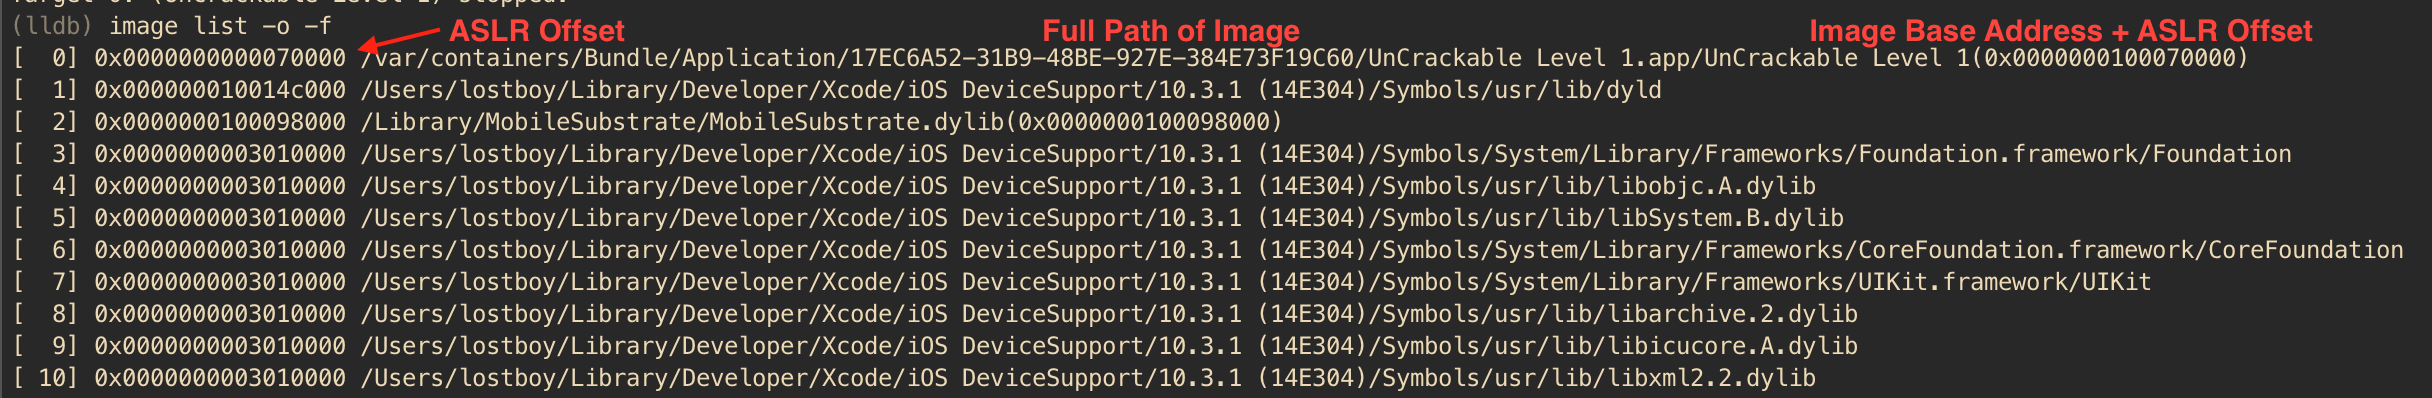 (lldb) image list -o -f
ASLR Offset Full Path of Image Image Base Address + ASLR Offset
[  0] 0x0000000000070000 /var/containers/Bundle/Application/17EC6A52-31B9-48BE-927E-384E73F19C60/UnCrackable Level 1.app/UnCrackable Level 1(0x0000000100070000)
[  1] 0x000000010014c000 /Users/lostboy/Library/Developer/Xcode/iOS DeviceSupport/10.3.1 (14E304)/Symbols/usr/lib/dyld
[  2] 0x0000000100098000 /Library/MobileSubstrate/MobileSubstrate.dylib(0x0000000100098000)
[  3] 0x0000000003010000 /Users/lostboy/Library/Developer/Xcode/iOS DeviceSupport/10.3.1 (14E304)/Symbols/System/Library/Frameworks/Foundation.framework/Foundation
[  4] 0x0000000003010000 /Users/lostboy/Library/Developer/Xcode/iOS DeviceSupport/10.3.1 (14E304)/Symbols/usr/lib/libobjc.A.dylib
[  5] 0x0000000003010000 /Users/lostboy/Library/Developer/Xcode/iOS DeviceSupport/10.3.1 (14E304)/Symbols/usr/lib/libSystem.B.dylib
[  6] 0x0000000003010000 /Users/lostboy/Library/Developer/Xcode/iOS DeviceSupport/10.3.1 (14E304)/Symbols/System/Library/Frameworks/CoreFoundation.framework/CoreFoundation
[  7] 0x0000000003010000 /Users/lostboy/Library/Developer/Xcode/iOS DeviceSupport/10.3.1 (14E304)/Symbols/System/Library/Frameworks/UIKit.framework/UIKit
[  8] 0x0000000003010000 /Users/lostboy/Library/Developer/Xcode/iOS DeviceSupport/10.3.1 (14E304)/Symbols/usr/lib/libarchive.2.dylib
[  9] 0x0000000003010000 /Users/lostboy/Library/Developer/Xcode/iOS DeviceSupport/10.3.1 (14E304)/Symbols/usr/lib/libicucore.A.dylib
[ 10] 0x0000000003010000 /Users/lostboy/Library/Developer/Xcode/iOS DeviceSupport/10.3.1 (14E304)/Symbols/usr/lib/libxml2.2.dylib